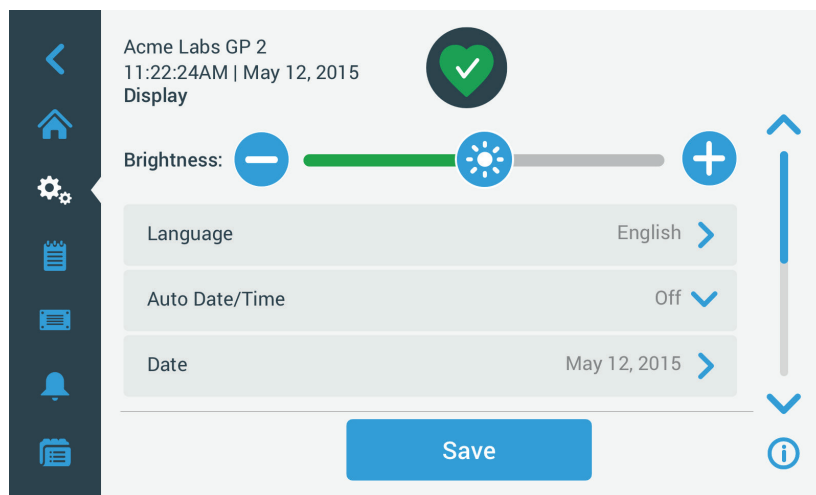 Acme Labs GP 2
11:22:24AM | May 12, 2015
Display
Brightness:
Language English
Auto Date/Time Off
Date May 12, 2015
Save